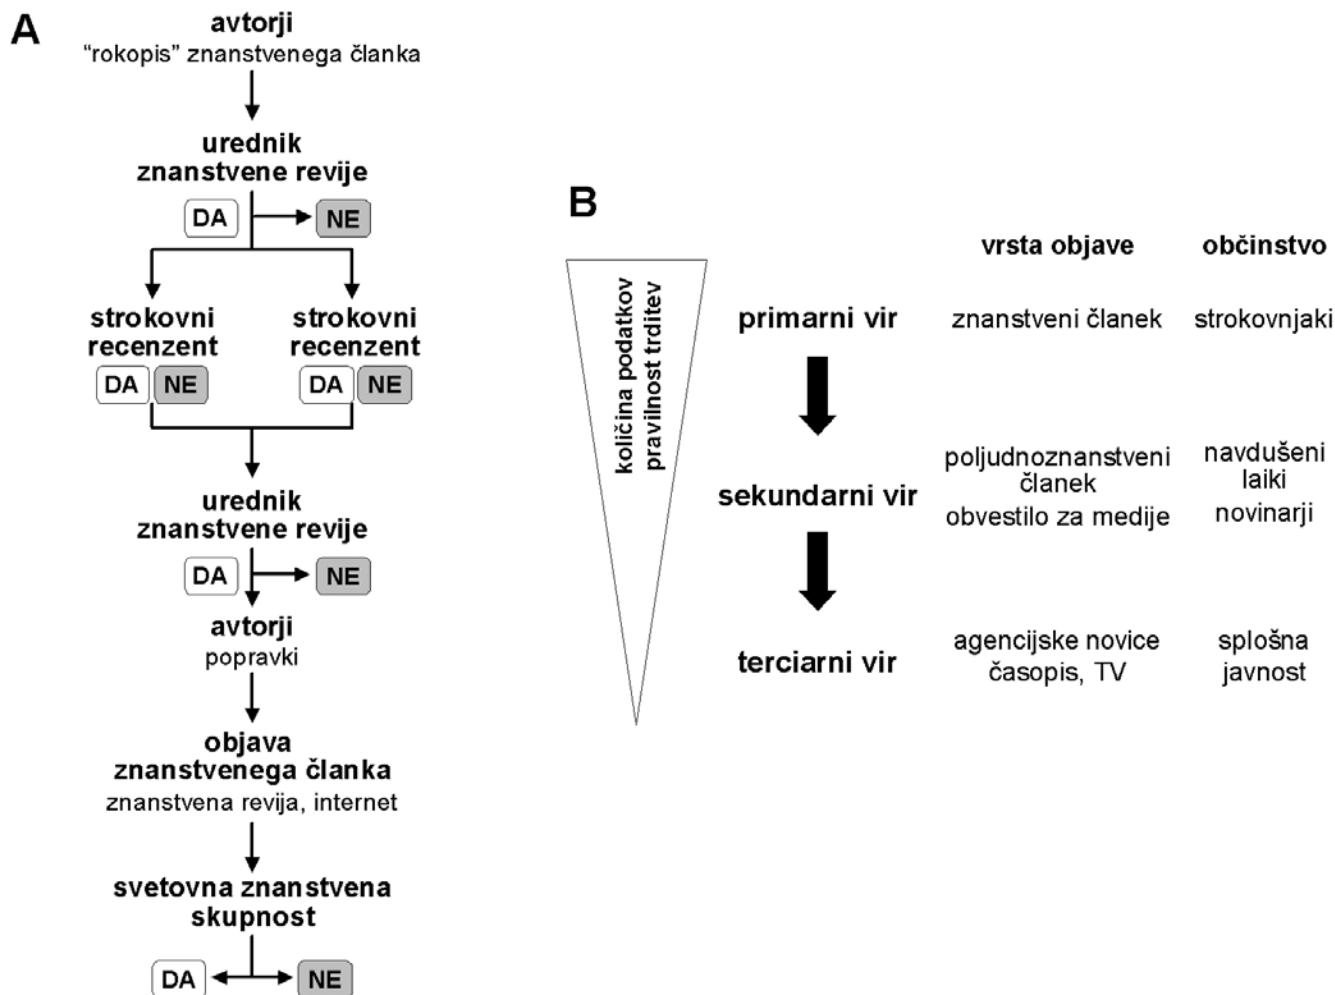 A
avtorji
“rokopis” znanstvenega članka
urednik
znanstvene revije
DA
NE
strokovni
recenzent
DA NE
strokovni
recenzent
DA NE
urednik
znanstvene revije
DA
NE
avtorji
popravki
objava
znanstvenega članka
znanstvena revija, internet
svetovna znanstvena
skupnost
DA
NE
B
količina podatkov
pravilnost trditev
vrsta objave
občinstvo
primarni vir
znanstveni članek
strokovnjaki
sekundarni vir
poljudnoznanstveni
članek
obvestilo za medije
navdušeni
laiki
novinarji
terciarni vir
agencijske novice
časopis, TV
splošna
javnost